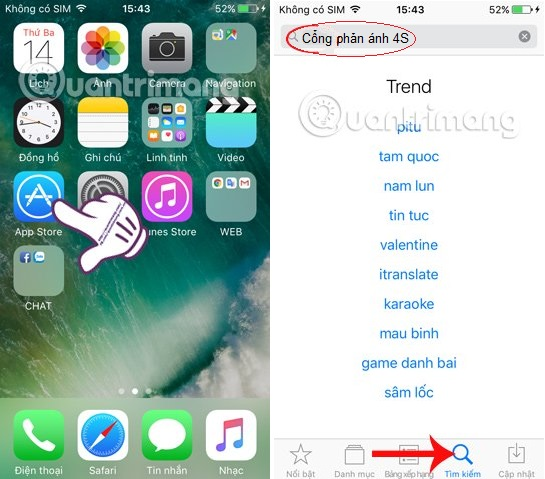 Không có SIM
15:43
52%
Thứ Ba
14
Lịch
Ảnh
Camera
Navigation
Đồng hồ
Ghi chú
Linh tinh
Video
App Store
iTunes Store
WEB
CHAT
Điện thoại
Safari
Tin nhắn
Nhạc
Quantrimang
Không có SIM
15:43
52%
Cổng phản ánh 4S
Trend
Quantrimang
pitu
tam quoc
nam lun
tin tuc
valentine
itranslate
karaoke
mau binh
game danh bai
sâm lốc
Nổi bật
Danh mục
Bảng xếp hạng
Tìm kiếm
Cập nhật